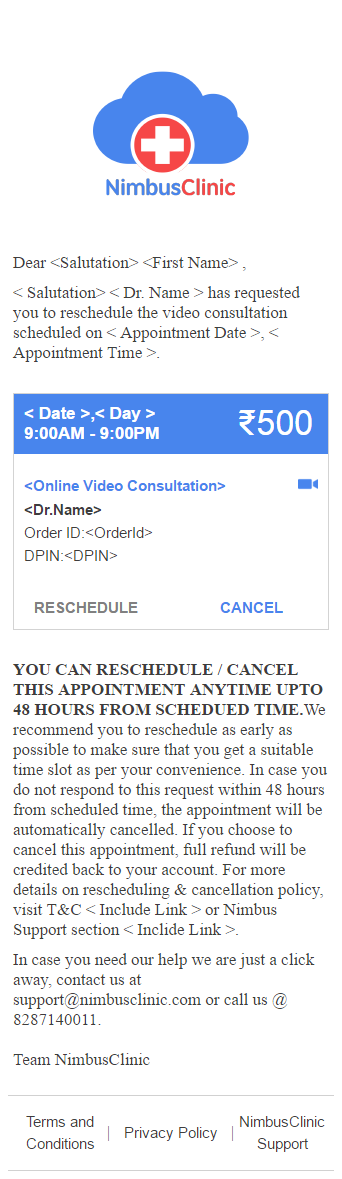 NimbusClinic
Dear <Salutation> <First Name> ,
< Salutation> < Dr. Name > has requested
you to reschedule the video consultation
scheduled on < Appointment Date >, <
Appointment Time >.
< Date >,< Day >
9:00AM - 9:00PM
₹500
<Online Video Consultation>
<Dr.Name>
Order ID:<OrderId>
DPIN:<DPIN>
RESCHEDULE CANCEL
YOU CAN RESCHEDULE / CANCEL
THIS APPOINTMENT ANYTIME UPTO
48 HOURS FROM SCHEDUED TIME.We
recommend you to reschedule as early as
possible to make sure that you get a suitable
time slot as per your convenience. In case you
do not respond to this request within 48 hours
from scheduled time, the appointment will be
automatically cancelled. If you choose to
cancel this appointment, full refund will be
credited back to your account. For more
details on rescheduling & cancellation policy,
visit T&C < Include Link > or Nimbus
Support section < Inclide Link >.
In case you need our help we are just a click
away, contact us at
support@nimbusclinic.com or call us @
8287140011.
Team NimbusClinic
Terms and
Conditions
| Privacy Policy |
NimbusClinic
Support